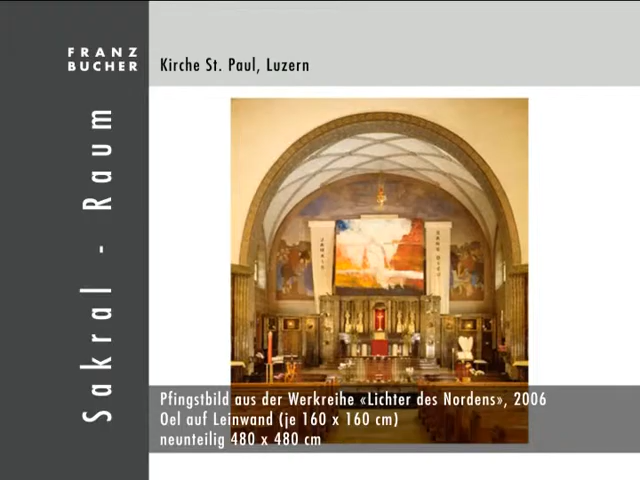 FRANZ
BUCHER
Kirche St. Paul, Luzern
Sakral - Raum
Pfingstbild aus der Werkreihe «Lichter des Nordens», 2006
Oel auf Leinwand (je 160 x 160 cm)
neunteilig 480 x 480 cm